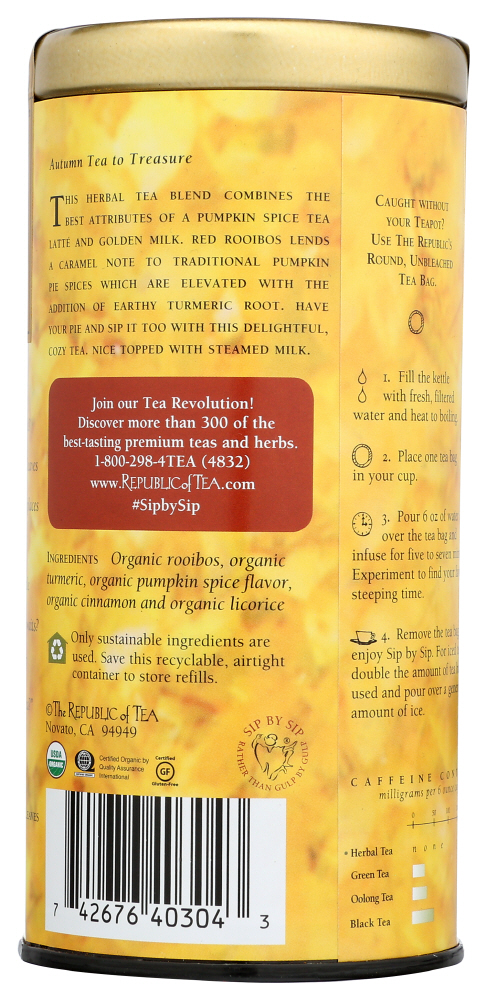 Autumn Tea to Treasure
THIS HERBAL TEA BLEND COMBINES THE
BEST ATTRIBUTES OF A PUMPKIN SPICE TEA
LATTÉ AND GOLDEN MILK. RED ROOIBOS LENDS
A CARAMEL NOTE TO TRADITIONAL PUMPKIN
PIE SPICES WHICH ARE ELEVATED WITH THE
ADDITION OF EARTHY TURMERIC ROOT. HAVE
YOUR PIE AND SIP IT TOO WITH THIS DELIGHTFUL,
COZY TEA. NICE TOPPED WITH STEAMED MILK.
Join our Tea Revolution!
Discover more than 300 of the
best-tasting premium teas and herbs.
1-800-298-4TEA (4832)
www.REPUBLICofTEA.com
#SipbySip
INGREDIENTS Organic rooibos, organic
turmeric, organic pumpkin spice flavor,
organic cinnamon and organic licorice
Only sustainable ingredients are
used. Save this recyclable, airtight
container to store refills.
©The REPUBLIC of TEA
Novato, CA 94949
USDA
ORGANIC
Certified Organic by
Quality Assurance
International
Certified
GF
Gluten-Free
SIP BY SIP
RATHER THAN GULP BY GULP
7 42676 40304 3
CAUGHT WITHOUT
YOUR TEAPOT?
USE THE REPUBLIC'S
ROUND, UNBLEACHED
TEA BAG.
1. Fill the kettle
with fresh, filtered
water and heat to boiling.
2. Place one tea bag
in your cup.
3. Pour 6 oz of water
over the tea bag and
infuse for five to seven
Experiment to find your
steeping time.
4. Remove the tea bag
enjoy Sip by Sip. For iced
double the amount of tea
used and pour over a
amount of ice.
CAFFEINE CON
milligrams per 6 ounce
0 50
* Herbal Tea none
Green Tea
Oolong Tea
Black Tea